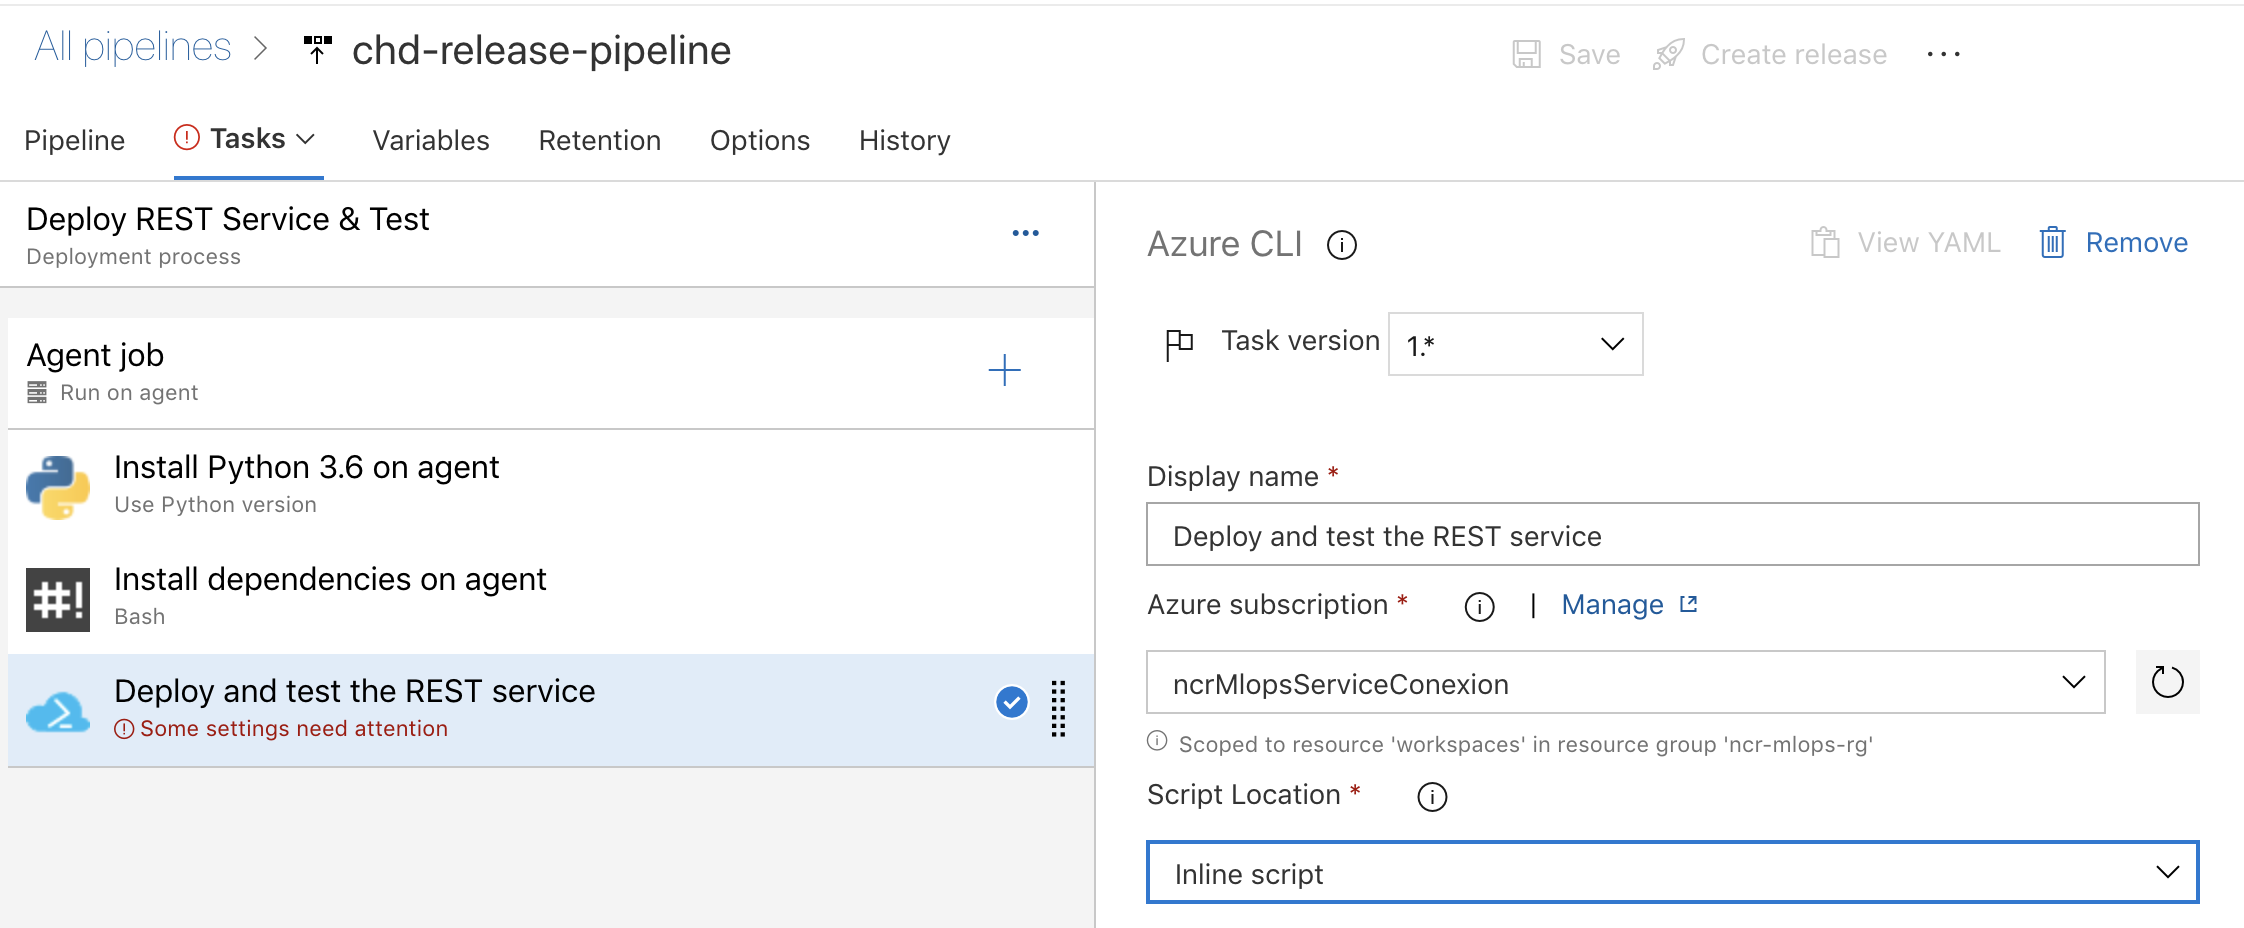 All pipelines > chd-release-pipeline
Save Create release ...
Pipeline Tasks Variables Retention Options History
Deploy REST Service & Test
Deployment process
Agent job
Run on agent
Install Python 3.6 on agent
Use Python version
#! Install dependencies on agent
Bash
Deploy and test the REST service
Some settings need attention
Azure CLI View YAML Remove
Task version 1.*
Display name *
Deploy and test the REST service
Azure subscription * | Manage
ncrMlopsServiceConexion
Scoped to resource 'workspaces' in resource group 'ncr-mlops-rg'
Script Location *
Inline script